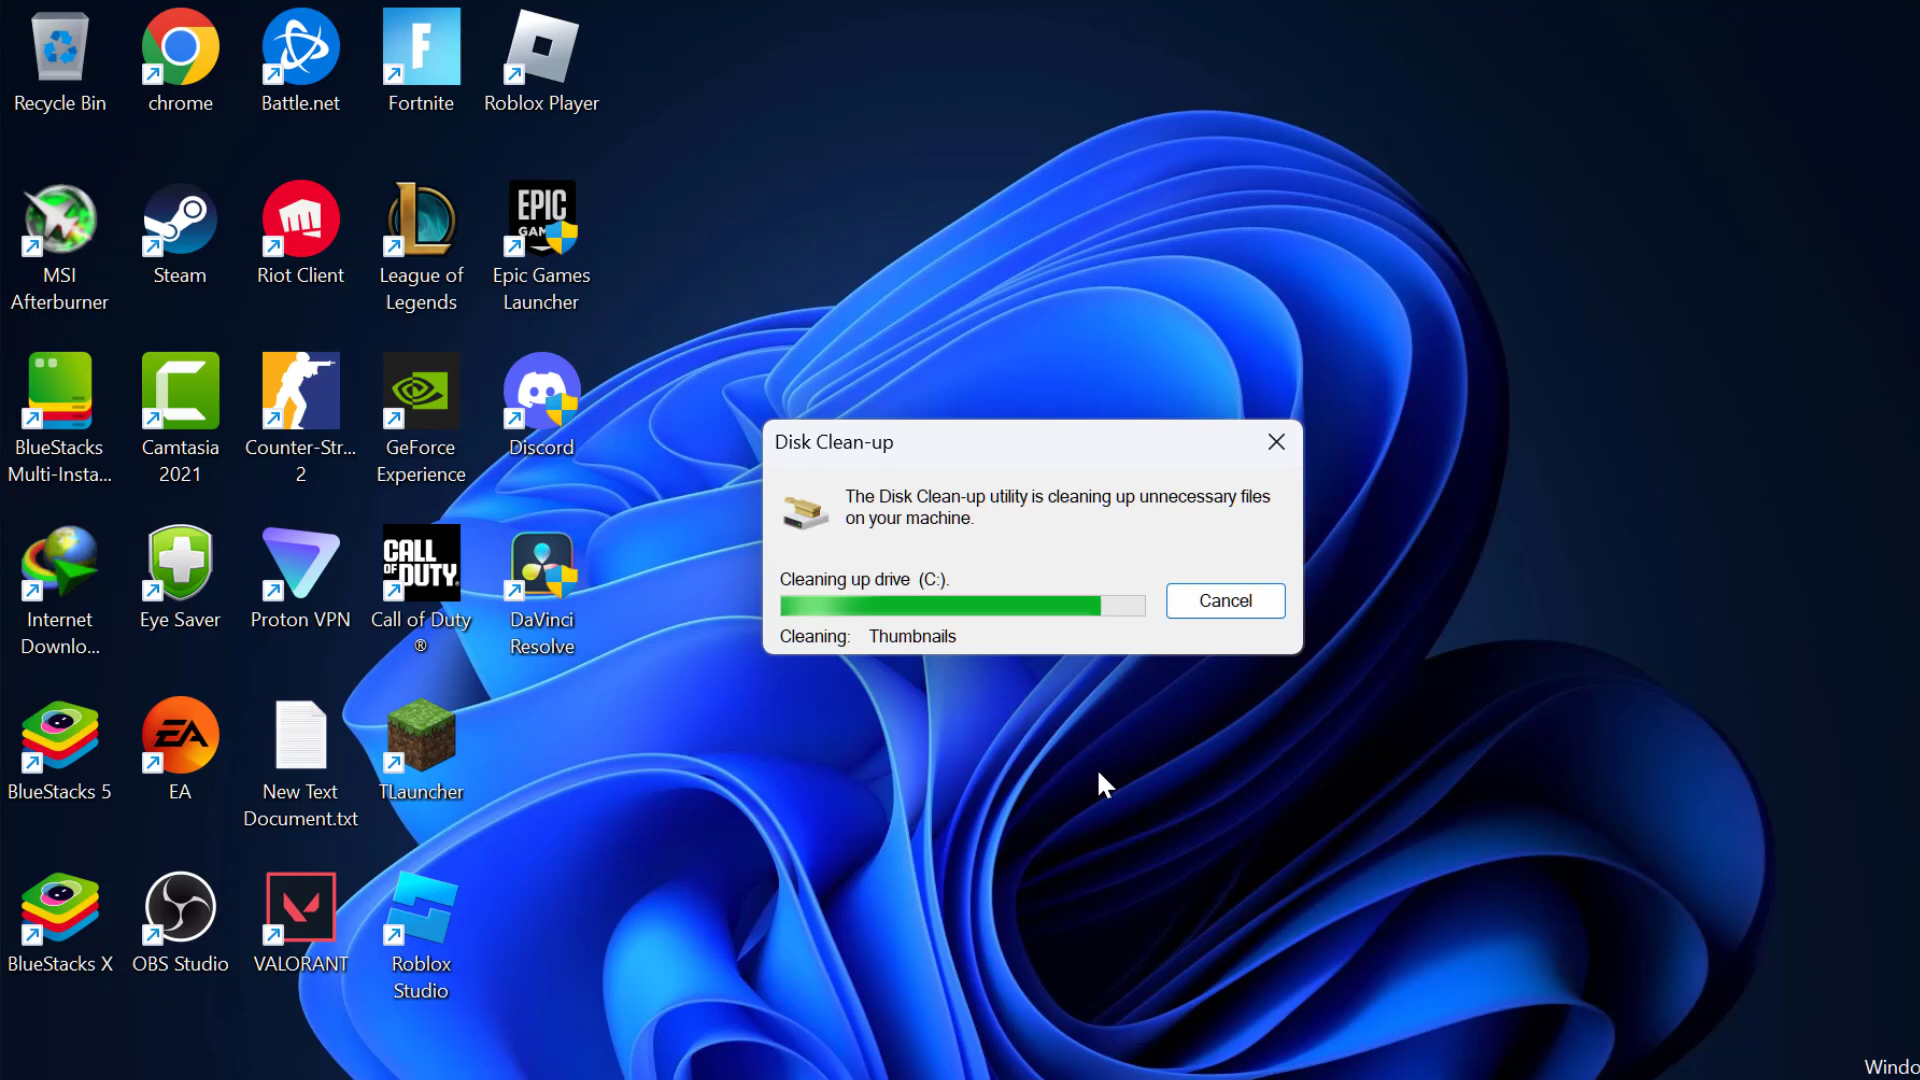 Recycle Bin
chrome
Battle.net
Fortnite
Roblox Player
EPIC
GAM
MSI
Afterburner
Steam
Riot Client
League of
Legends
Epic Games
Launcher
BlueStacks
Multi-Insta...
Camtasia
2021
Counter-Str...
2
GeForce
Experience
Discord
Disk Clean-up
The Disk Clean-up utility is cleaning up unnecessary files
on your machine.
Cleaning up drive (C:).
Cancel
Cleaning: Thumbnails
CALL
OF DUTY
Internet
Downlo...
Eye Saver
Proton VPN
Call of Duty
®
DaVinci
Resolve
EA
BlueStacks 5
EA
New Text
Document.txt
TLauncher
BlueStacks X
OBS Studio
VALORANT
Roblox
Studio
Windo